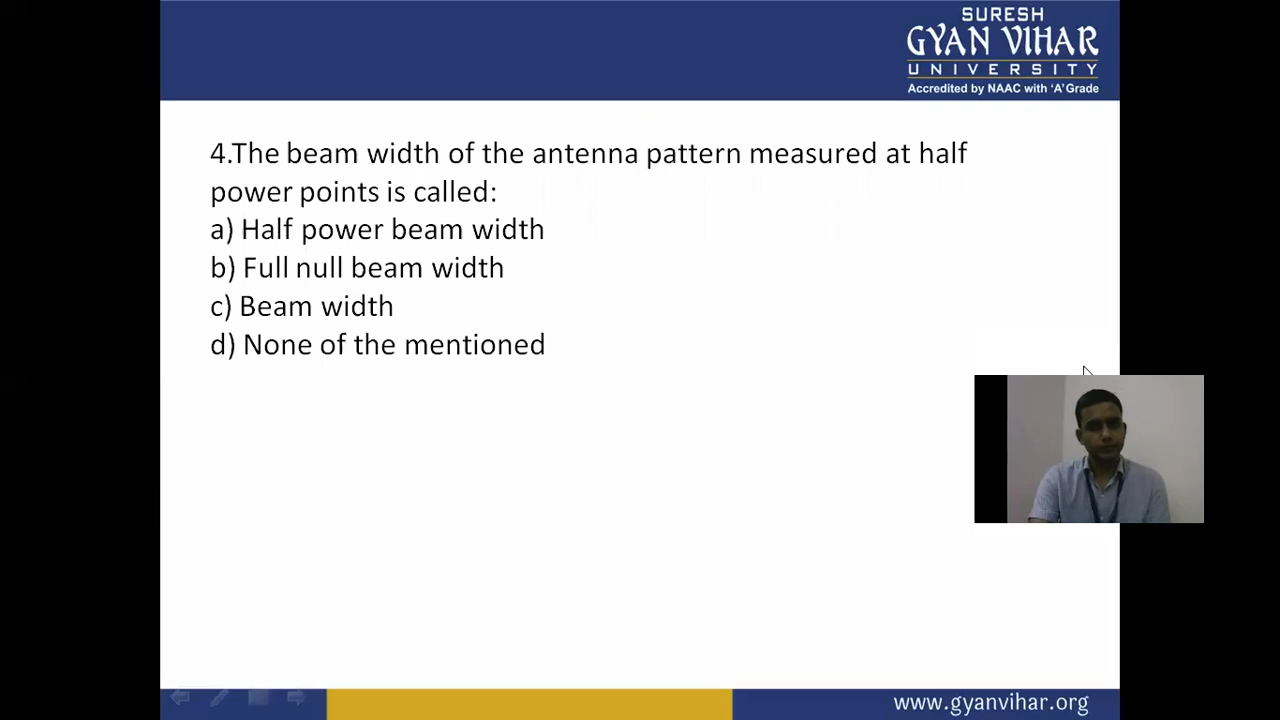 SURESH
GYAN VIHAR
UNIVERSITY
Accredited by NAAC with 'A' Grade
4.The beam width of the antenna pattern measured at half
power points is called:
a) Half power beam width
b) Full null beam width
c) Beam width
d) None of the mentioned
www.gyanvihar.org